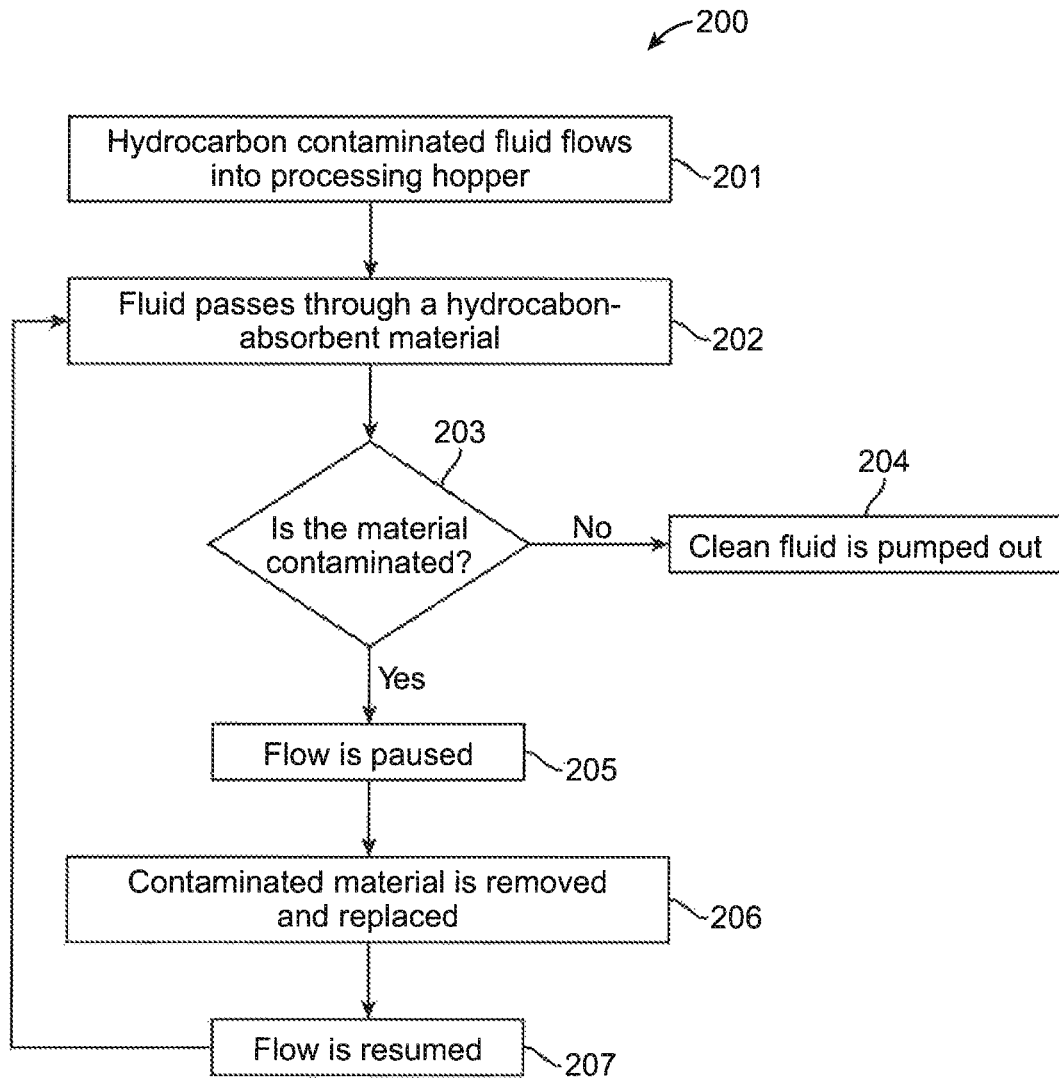 200
Hydrocarbon contaminated fluid flows
into processing hopper
201
Fluid passes through a hydrocabon-
absorbent material
202
203
Is the material
contaminated?
No
204
Clean fluid is pumped out
Yes
Flow is paused
205
Contaminated material is removed
and replaced
206
Flow is resumed
207